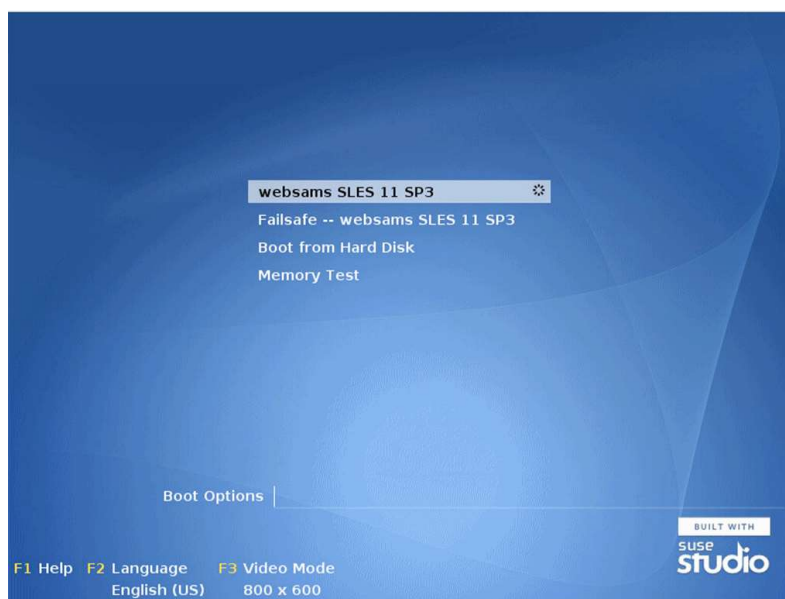 websams SLES 11 SP3
Failsafe -- websams SLES 11 SP3
Boot from Hard Disk
Memory Test
Boot Options
BUILT WITH
suse
studio
F1 Help F2 Language F3 Video Mode
English (US) 800 x 600